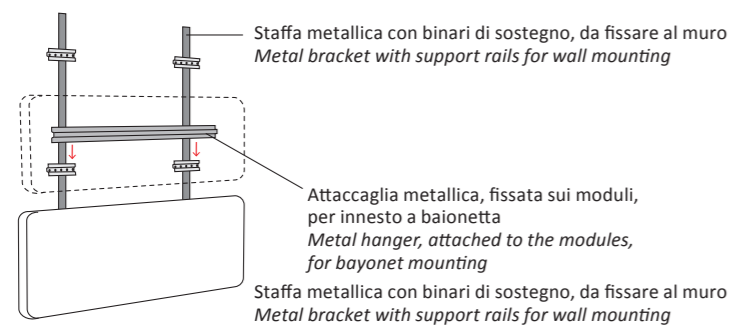 Staffa metallica con binari di sostegno, da fissare al muro
Metal bracket with support rails for wall mounting
Attaccaglia metallica, fissata sui moduli,
per innesto a baionetta
Metal hanger, attached to the modules,
for bayonet mounting
Staffa metallica con binari di sostegno, da fissare al muro
Metal bracket with support rails for wall mounting